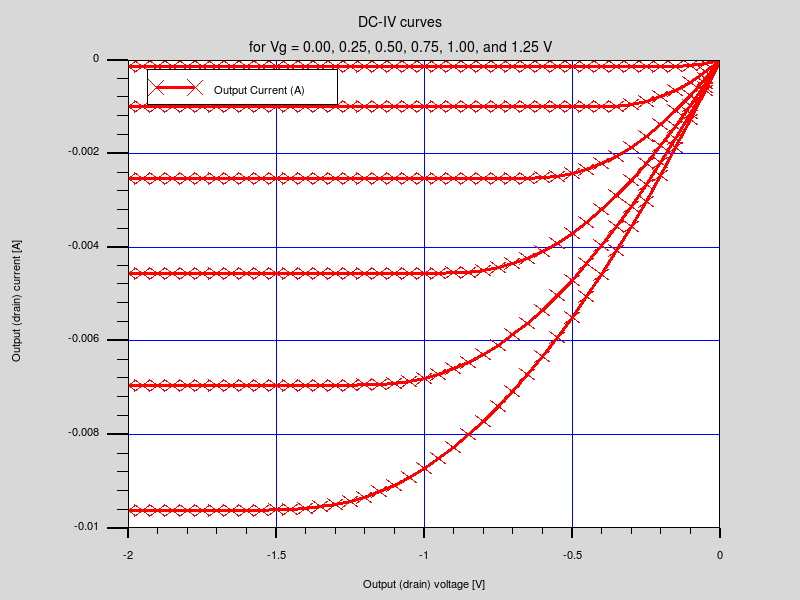 DC-IV curves
for Vg = 0.00, 0.25, 0.50, 0.75, 1.00, and 1.25 V
0
Output Current (A)
-0.002
-0.004
Output (drain) current [A]
-0.006
-0.008
-0.01
-2 -1.5 -1 -0.5 0
Output (drain) voltage [V]